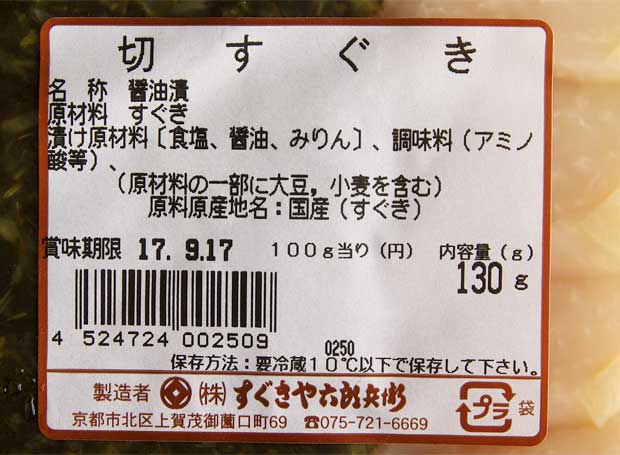 切すぐき
名 称 醤油漬
原材料 すぐき
漬け原材料〔食塩、醤油、みりん〕、調味料(アミノ
酸等)、
(原材料の一部に大豆,小麦を含む)
原料原産地名:国産(すぐき)
賞味期限 17. 9.17 100g当り(円) 内容量(g)
130 g
4 524724 002509
0250
保存方法:要冷蔵10℃以下で保存して下さい。
製造者 (株)すぐきや六郎兵衛
京都市北区上賀茂御薗口町69 ☎075-721-6669
プラ 袋